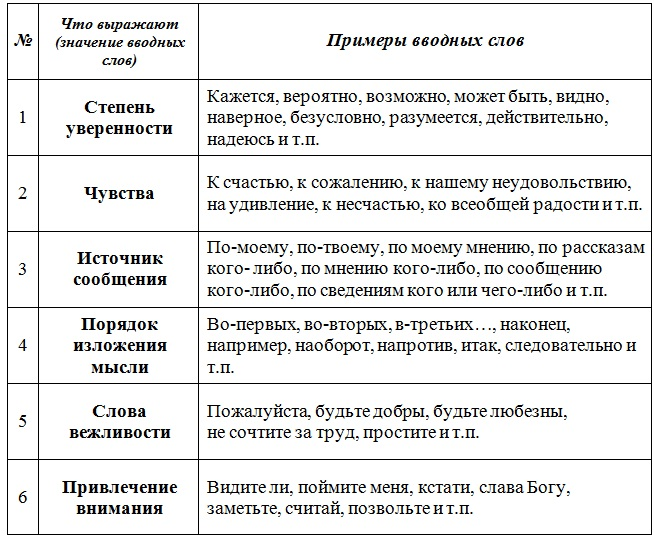 №
Что выражают
(значение вводных
слов)
Примеры вводных слов
1
Степень
уверенности
Кажется, вероятно, возможно, может быть, видно,
наверное, безусловно, разумеется, действительно,
надеюсь и т.п.
2
Чувства
К счастью, к сожалению, к нашему неудовольствию,
на удивление, к несчастью, ко всеобщей радости и т.п.
3
Источник
сообщения
По-моему, по-твоему, по моему мнению, по рассказам
кого- либо, по мнению кого-либо, по сообщению
кого-либо, по сведениям кого или чего-либо и т.п.
4
Порядок
изложения
мысли
Во-первых, во-вторых, в-третьих…, наконец,
например, наоборот, напротив, итак, следовательно и
т.п.
5
Слова
вежливости
Пожалуйста, будьте добры, будьте любезны,
не сочтите за труд, простите и т.п.
6
Привлечение
внимания
Видите ли, поймите меня, кстати, слава Богу,
заметьте, считай, позвольте и т.п.